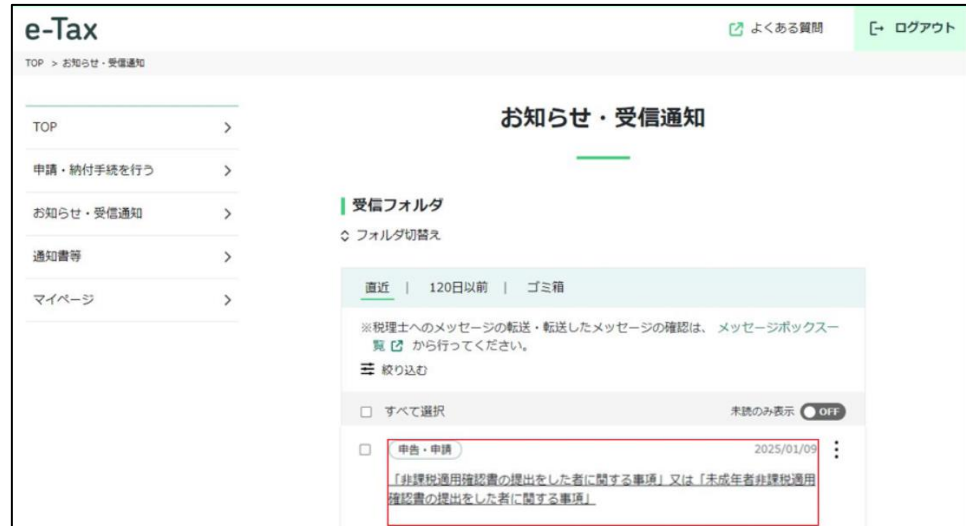 e-Tax
よくある質問
ログアウト
TOP > お知らせ・受信通知
TOP
申請・納付手続を行う
お知らせ・受信通知
通知書等
マイページ
お知らせ・受信通知
受信フォルダ
フォルダ切替え
直近 | 120日以前 | ゴミ箱
※税理士へのメッセージの転送・転送したメッセージの確認は、 メッセージボックス一
覧 から行ってください。
絞り込む
すべて選択
未読のみ表示 OFF
申告・申請
2025/01/09
「非課税適用確認書の提出をした者に関する事項」又は「未成年者非課税適用
確認書の提出をした者に関する事項」